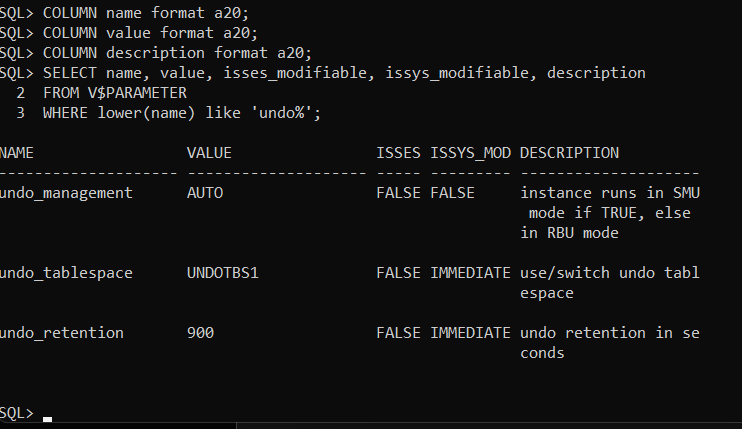 SQL> COLUMN name format a20;
SQL> COLUMN value format a20;
SQL> COLUMN description format a20;
SQL> SELECT name, value, isses_modifiable, issys_modifiable, description
  2  FROM V$PARAMETER
  3  WHERE lower(name) like 'undo%';
NAME                 VALUE                ISSES ISSYS_MOD DESCRIPTION
-------------------- -------------------- ----- --------- --------------------
undo_management      AUTO                 FALSE FALSE     instance runs in SMU
                                                           mode if TRUE, else
                                                          in RBU mode
undo_tablespace      UNDOTBS1             FALSE IMMEDIATE use/switch undo tabl
                                                          espace
undo_retention       900                  FALSE IMMEDIATE undo retention in se
                                                          conds
SQL>